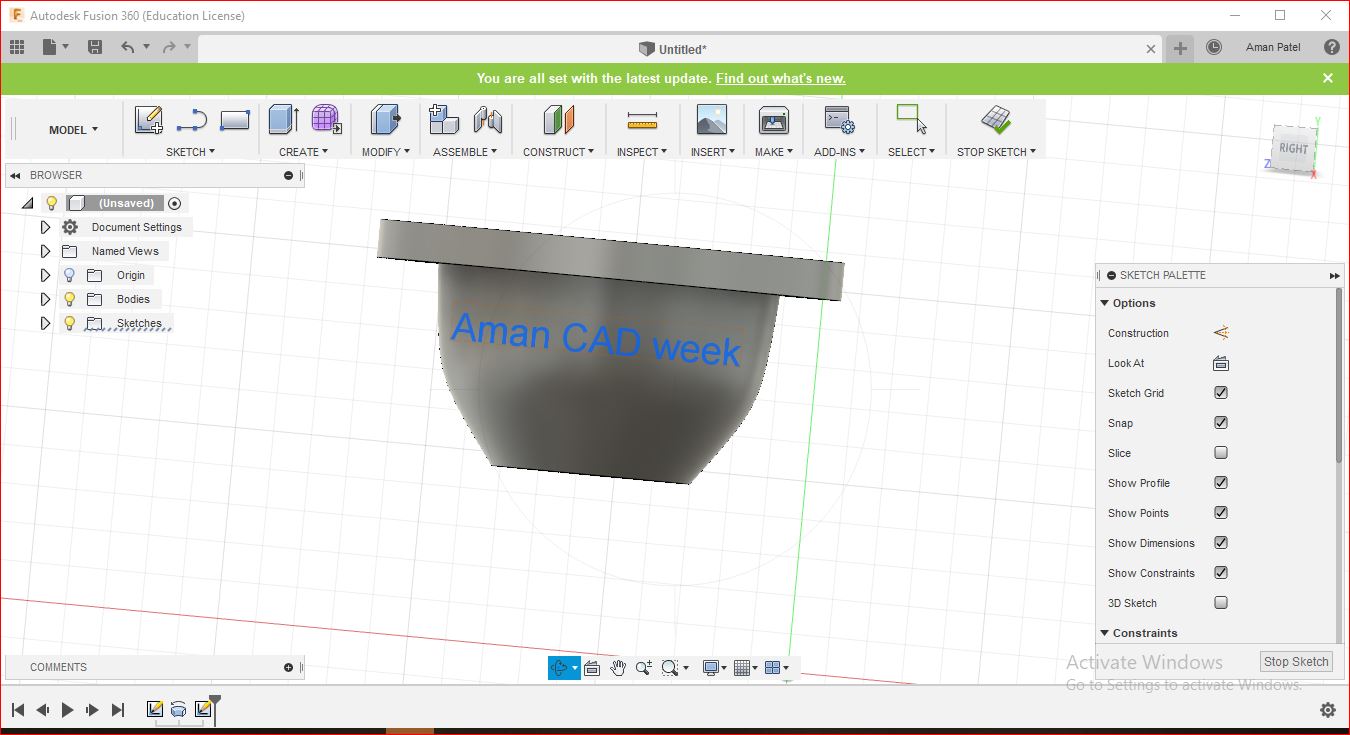 Autodesk Fusion 360 (Education License)
Untitled*
Aman Patel
You are all set with the latest update. Find out what's new.
MODEL
SKETCH
CREATE
MODIFY
ASSEMBLE
CONSTRUCT
INSPECT
INSERT
MAKE
ADD-INS
SELECT
STOP SKETCH
Y
RIGHT
Z
X
BROWSER
(Unsaved)
Document Settings
Named Views
Origin
Bodies
Sketches
Aman CAD week
SKETCH PALETTE
Options
Construction
Look At
Sketch Grid
Snap
Slice
Show Profile
Show Points
Show Dimensions
Show Constraints
3D Sketch
Constraints
Stop Sketch
COMMENTS
Activate Windows
Go to Settings to activate Windows.